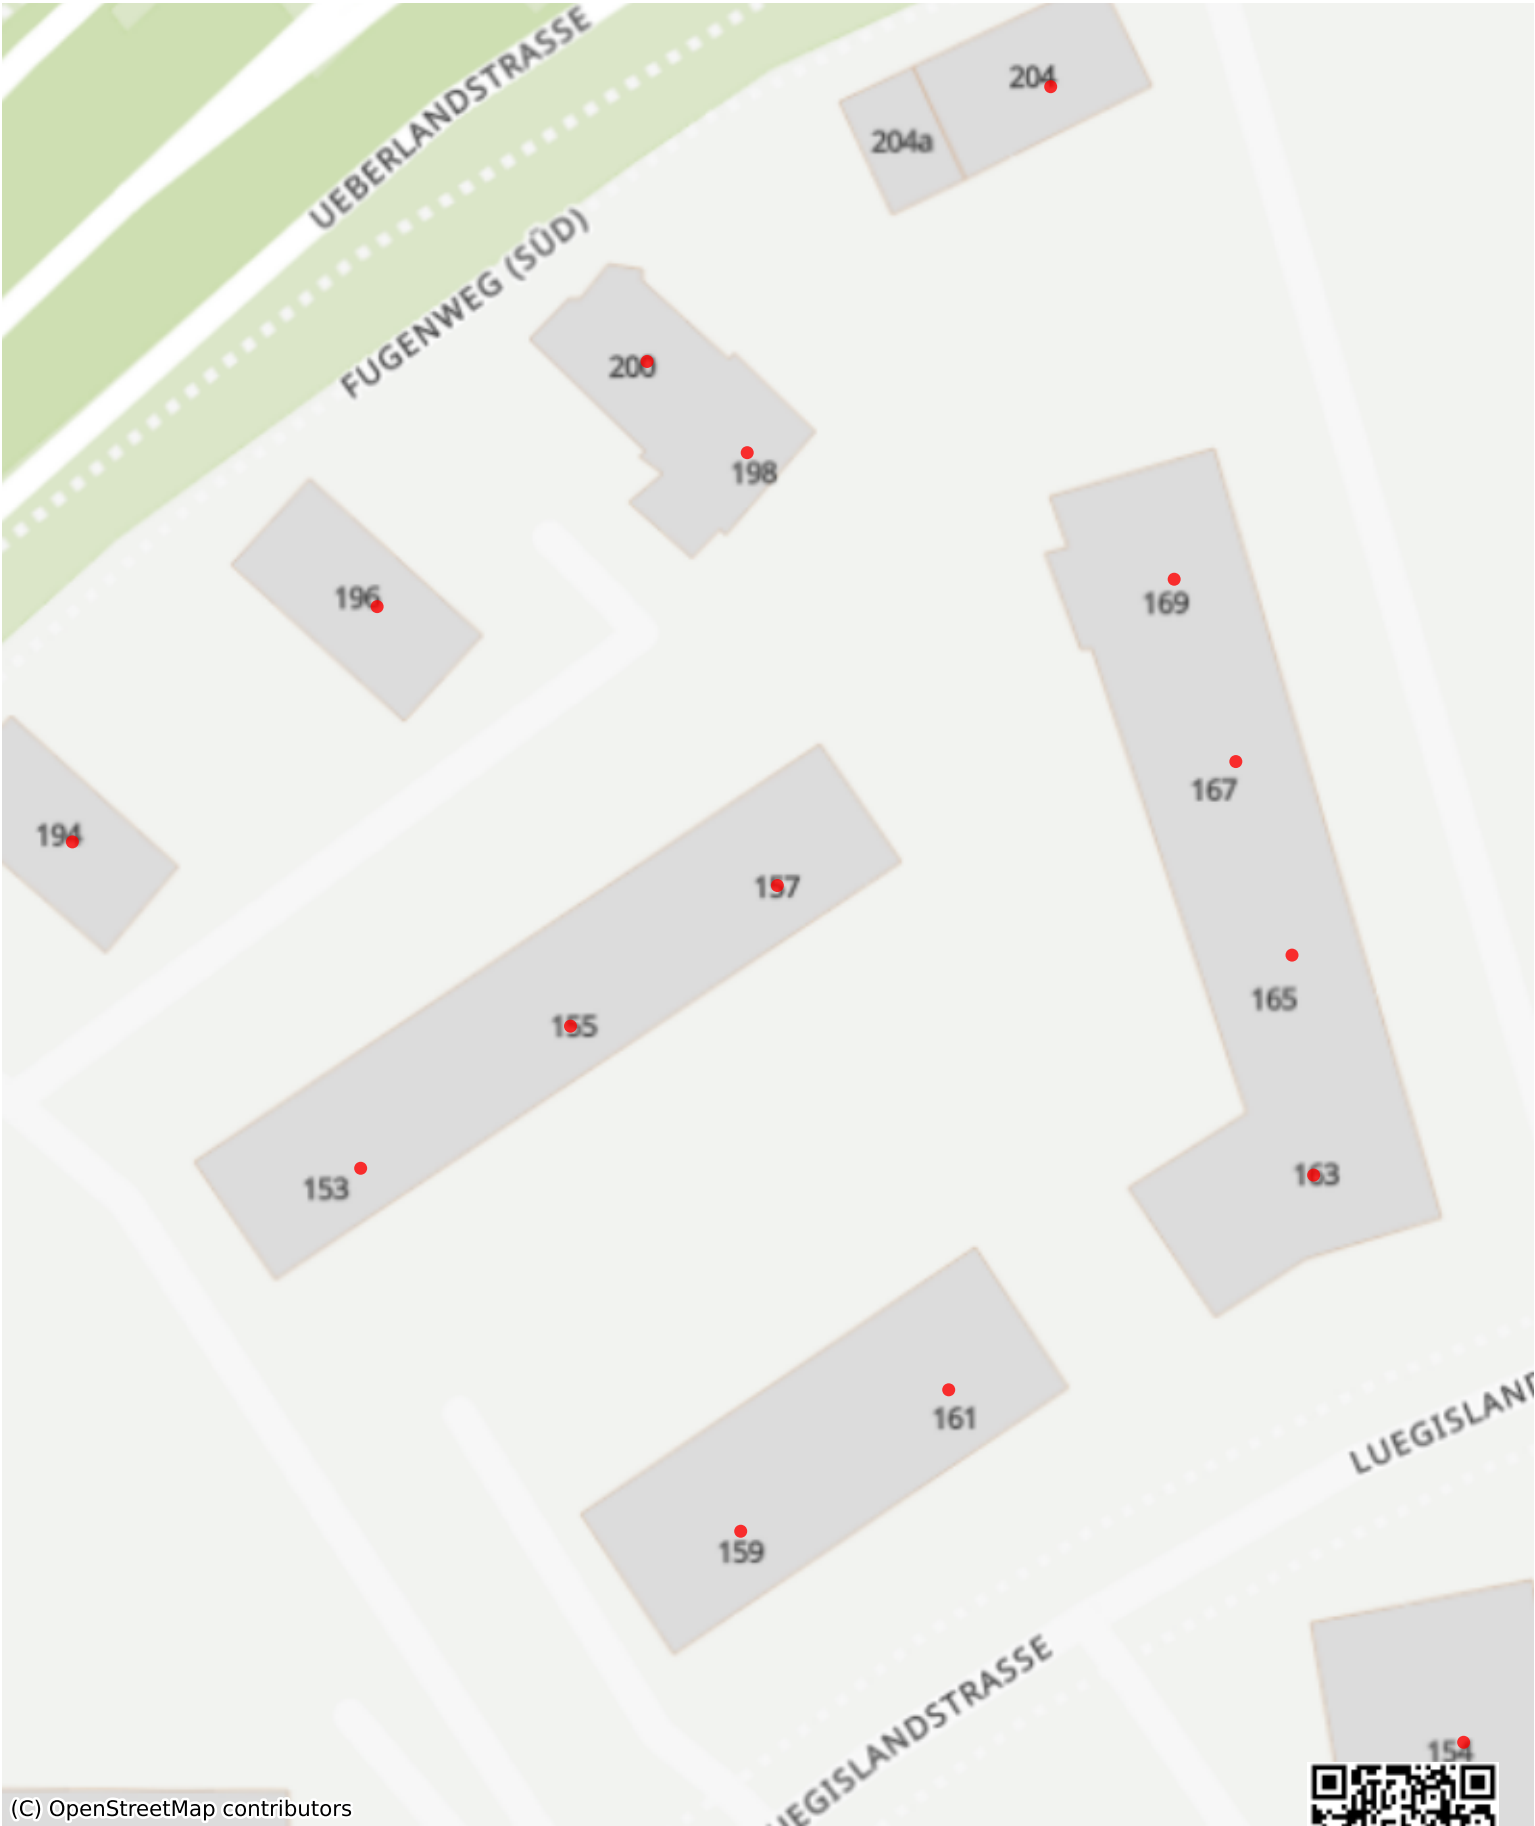 UEBERLANDSTRASSE
204
204a
FUGENWEG (SÜD)
200
198
196
169
167
194
157
165
155
163
153
161
LUEGISLAND
159
LUEGISLANDSTRASSE
154
(C) OpenStreetMap contributors